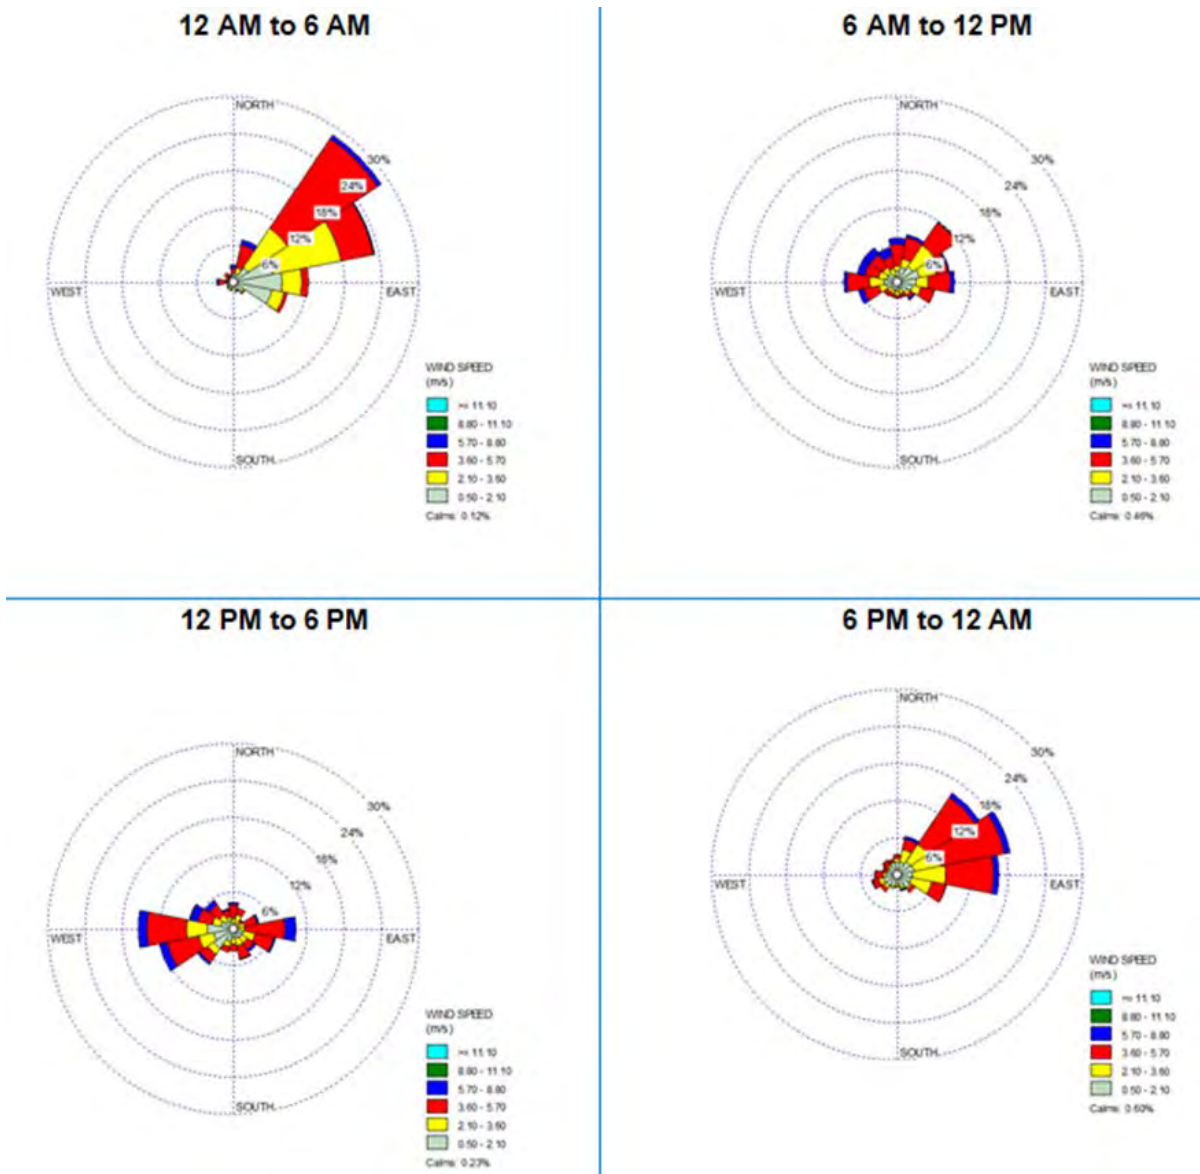 12 AM to 6 AM
NORTH
30%
24%
18%
12%
6%
WEST
EAST
SOUTH
WIND SPEED
(m/s)
>= 11.10
8.80 - 11.10
5.70 - 8.80
3.60 - 5.70
2.10 - 3.60
0.50 - 2.10
Calms: 0.12%
6 AM to 12 PM
NORTH
30%
24%
18%
12%
6%
WEST
EAST
SOUTH
WIND SPEED
(m/s)
>= 11.10
8.80 - 11.10
5.70 - 8.80
3.60 - 5.70
2.10 - 3.60
0.50 - 2.10
Calms: 0.46%
12 PM to 6 PM
NORTH
30%
24%
18%
12%
6%
WEST
EAST
SOUTH
WIND SPEED
(m/s)
>= 11.10
8.80 - 11.10
5.70 - 8.80
3.60 - 5.70
2.10 - 3.60
0.50 - 2.10
Calms: 0.23%
6 PM to 12 AM
NORTH
30%
24%
18%
12%
6%
WEST
EAST
SOUTH
WIND SPEED
(m/s)
>= 11.10
8.80 - 11.10
5.70 - 8.80
3.60 - 5.70
2.10 - 3.60
0.50 - 2.10
Calms: 0.60%